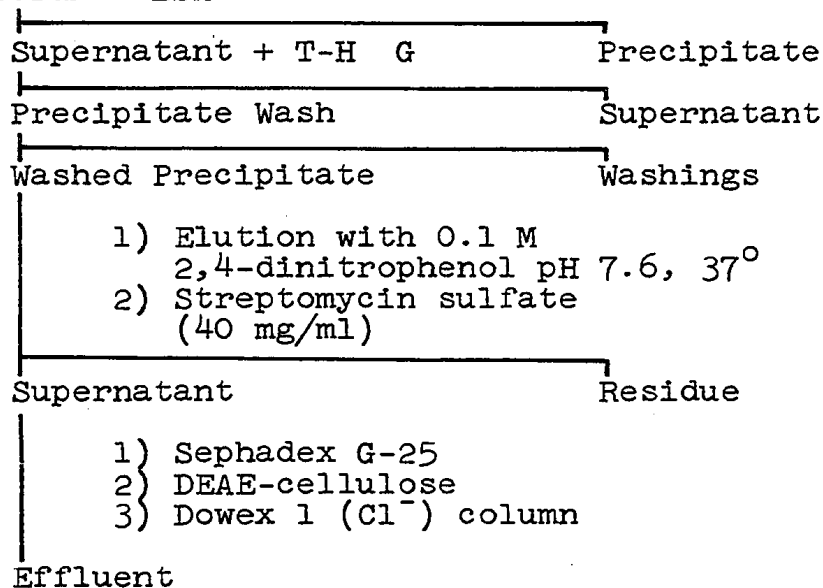 Supernatant + T-H G Precipitate
Precipitate Wash Supernatant
Washed Precipitate Washings
1) Elution with 0.1 M
2,4-dinitrophenol pH 7.6, 37°
2) Streptomycin sulfate
(40 mg/ml)
Supernatant Residue
1) Sephadex G-25
2) DEAE-cellulose
3) Dowex 1 (Cl⁻) column
Effluent